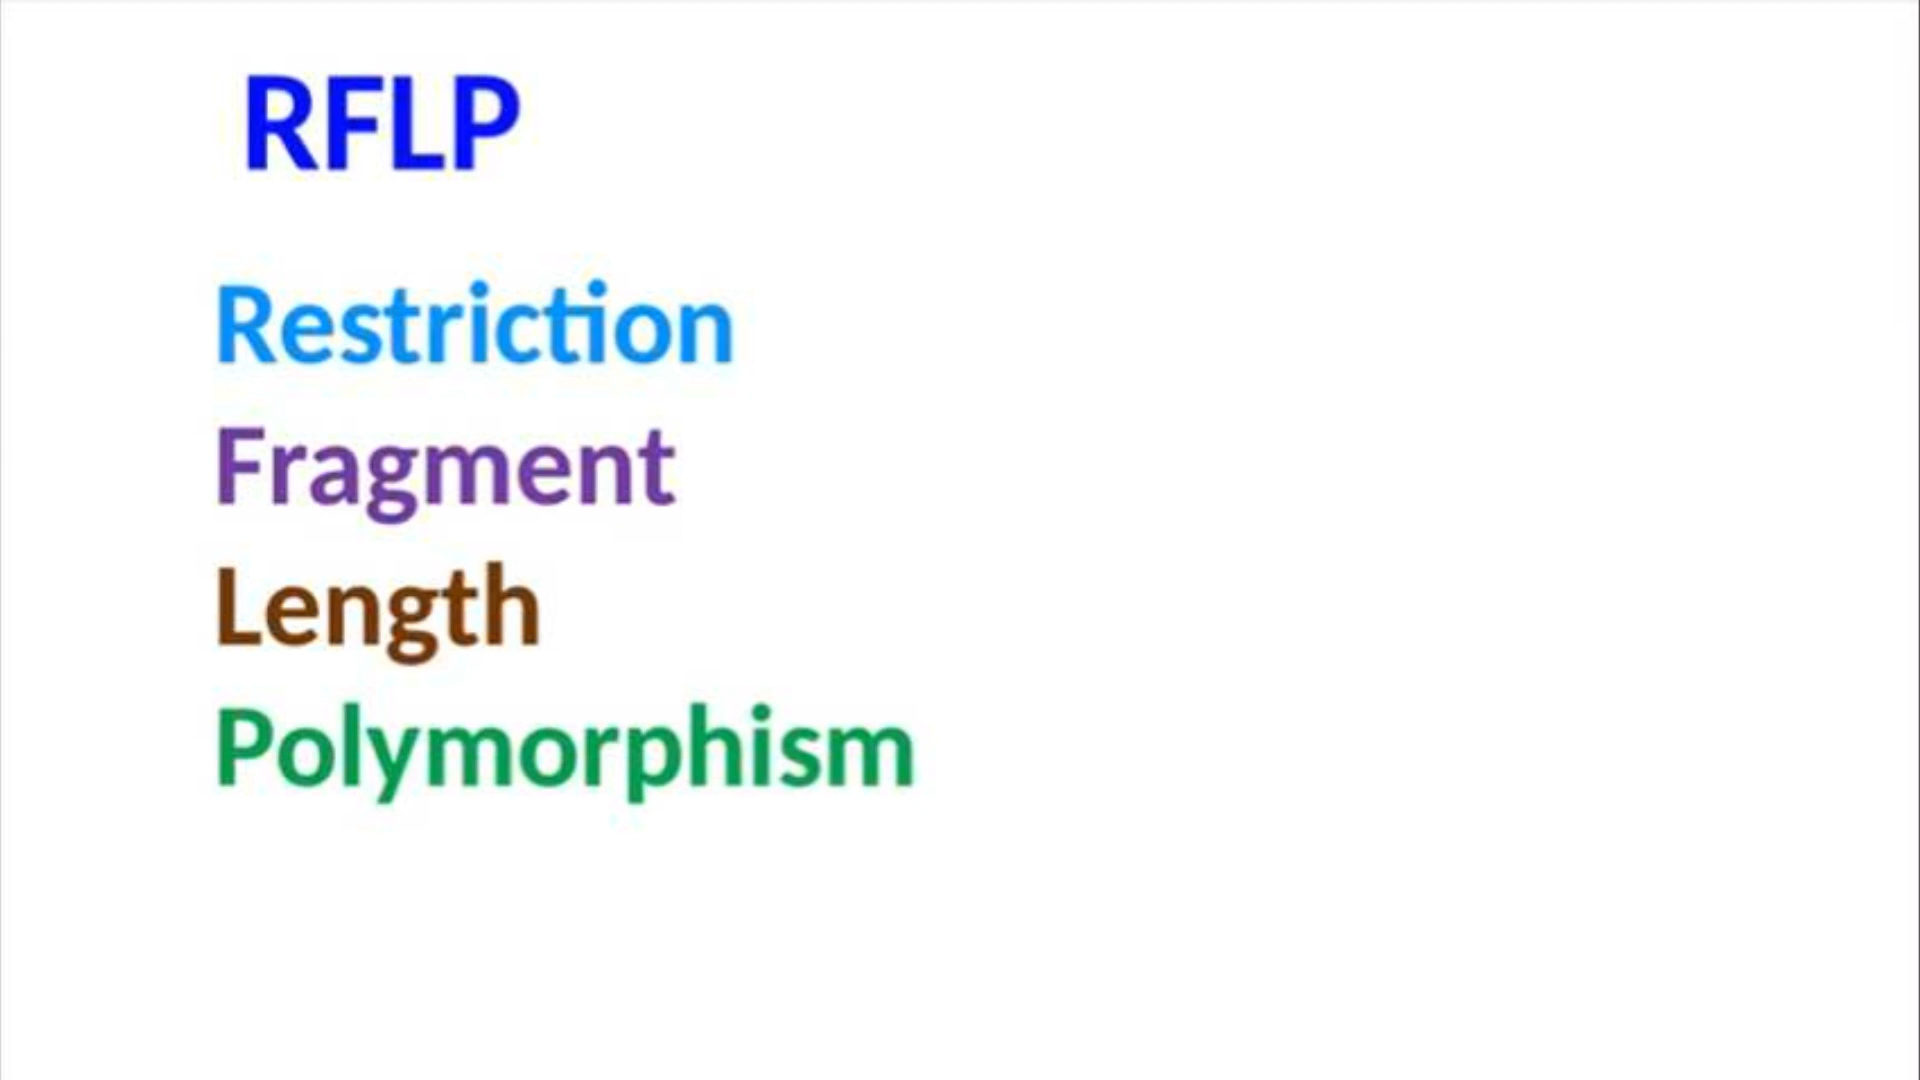 RFLP
Restriction
Fragment
Length
Polymorphism